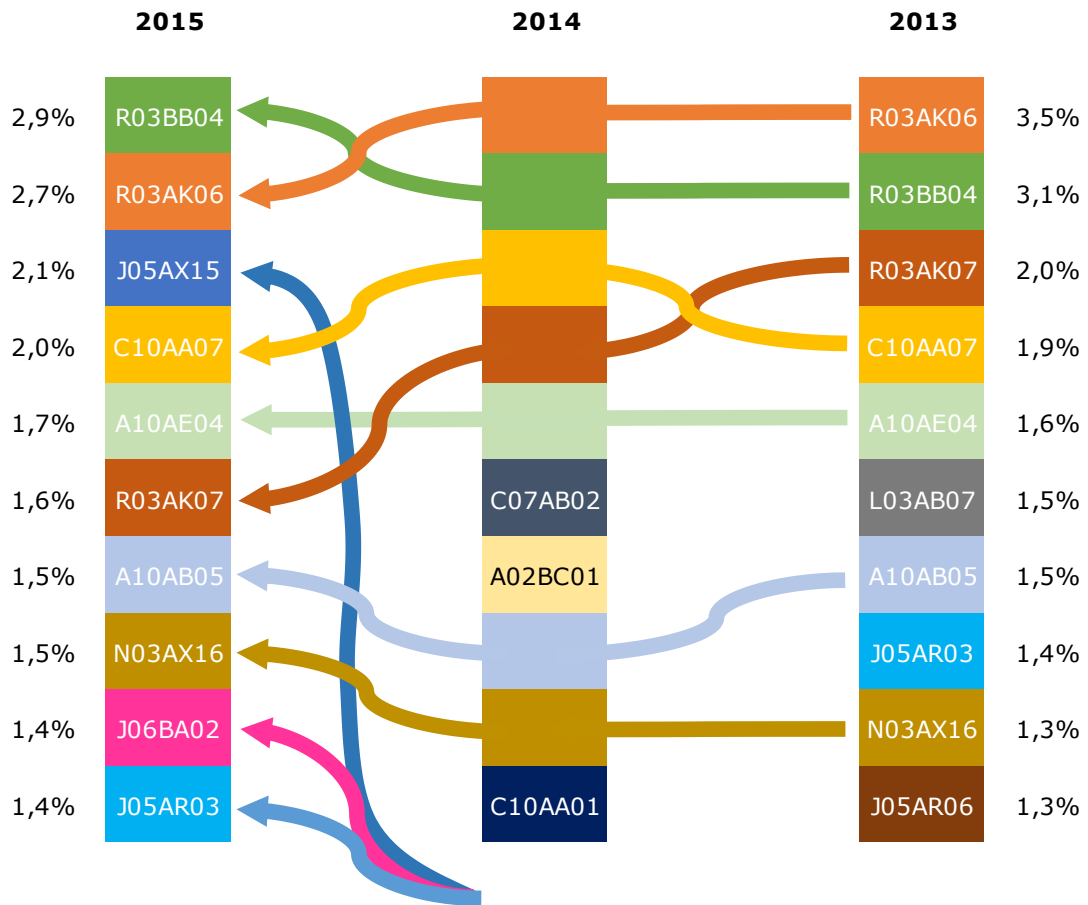 2015 2014 2013
2,9% R03BB04 R03AK06 3,5%
2,7% R03AK06 R03BB04 3,1%
2,1% J05AX15 R03AK07 2,0%
2,0% C10AA07 C10AA07 1,9%
1,7% A10AE04 A10AE04 1,6%
1,6% R03AK07 C07AB02 L03AB07 1,5%
1,5% A10AB05 A02BC01 A10AB05 1,5%
1,5% N03AX16 J05AR03 1,4%
1,4% J06BA02 N03AX16 1,3%
1,4% J05AR03 C10AA01 J05AR06 1,3%